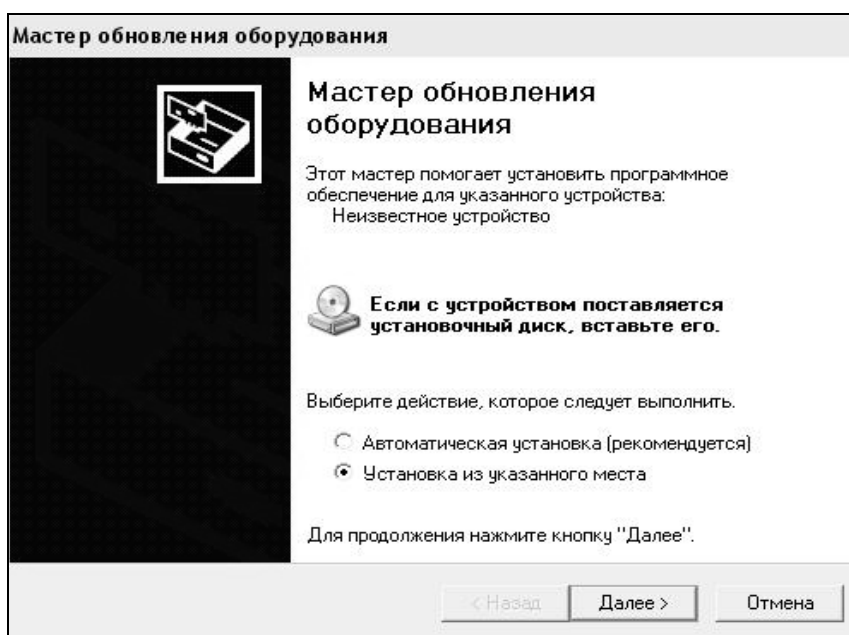 Мастер обновления оборудования
Мастер обновления
оборудования
Этот мастер помогает установить программное
обеспечение для указанного устройства:
Неизвестное устройство
Если с устройством поставляется
установочный диск, вставьте его.
Выберите действие, которое следует выполнить.
Автоматическая установка (рекомендуется)
Установка из указанного места
Для продолжения нажмите кнопку "Далее".
< Назад Далее > Отмена